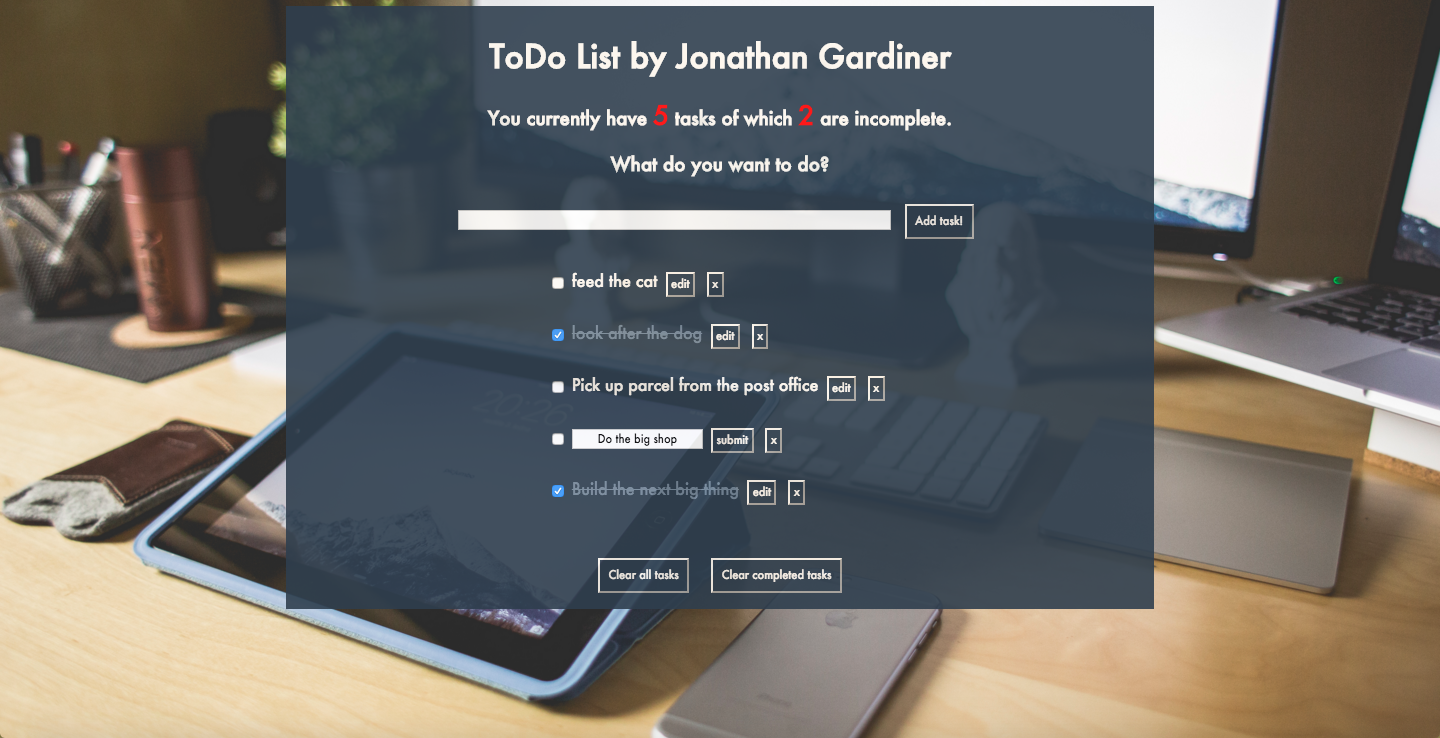 ToDo List by Jonathan Gardiner
You currently have 5 tasks of which 2 are incomplete.
What do you want to do?
Add task!
feed the cat edit x
look after the dog edit x
Pick up parcel from the post office edit x
Do the big shop submit x
Build the next big thing edit x
Clear all tasks Clear completed tasks
20:26